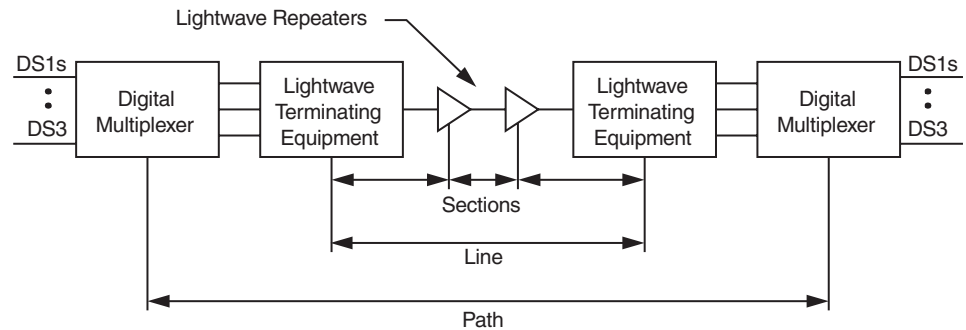 Lightwave Repeaters
DS1s
DS3
Digital
Multiplexer
Lightwave
Terminating
Equipment
Lightwave
Terminating
Equipment
Digital
Multiplexer
DS1s
DS3
Sections
Line
Path